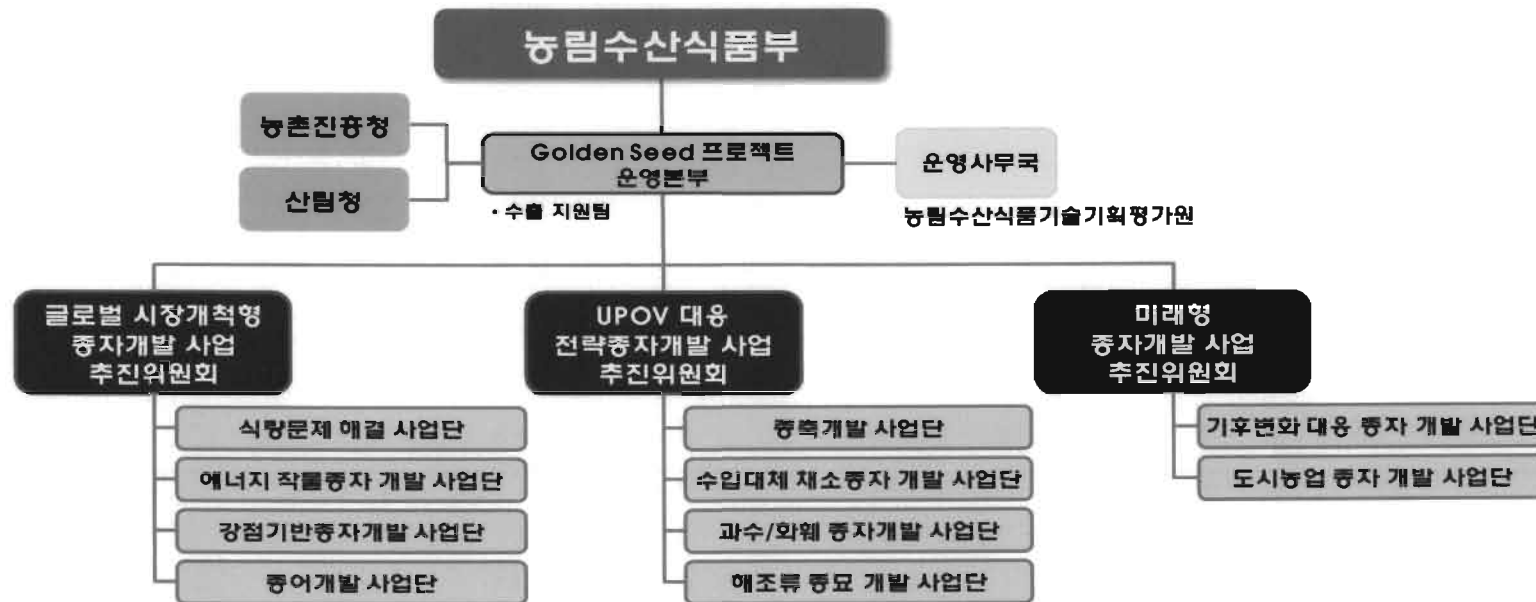 농림수산식품부
농촌진흥청
산림청
Golden Seed 프로젝트
운영본부
• 수출 지원팀
운영사무국
농림수산식품기술기획평가원
글로벌 시장개척형
종자개발 사업
추진위원회
UPOV 대응
전략종자개발 사업
추진위원회
미래형
종자개발 사업
추진위원회
식량문제 해결 사업단
에너지 작물종자 개발 사업단
강점기반종자개발 사업단
종어개발 사업단
종축개발 사업단
수입대체 채소종자 개발 사업단
과수/화훼 종자개발 사업단
해조류 종묘 개발 사업단
기후변화 대응 종자 개발 사업단
도시농업 종자 개발 사업단